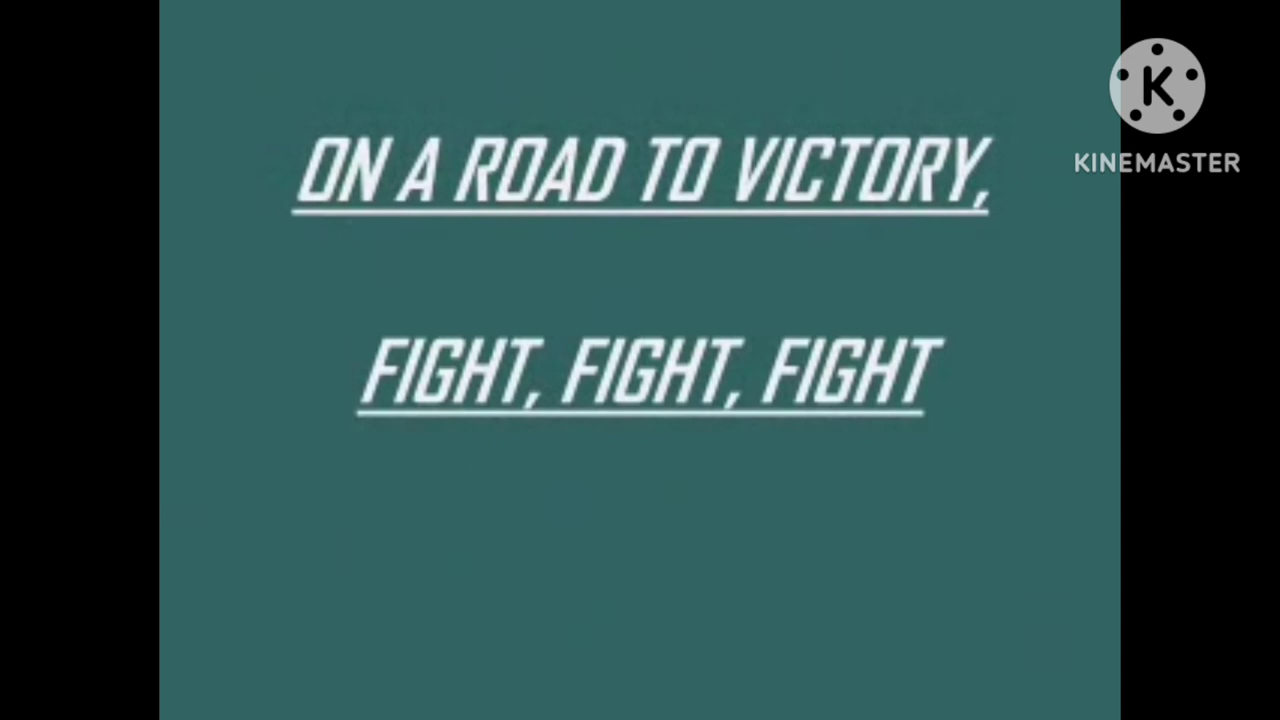 ON A ROAD TO VICTORY,
FIGHT, FIGHT, FIGHT
K
KINEMASTER